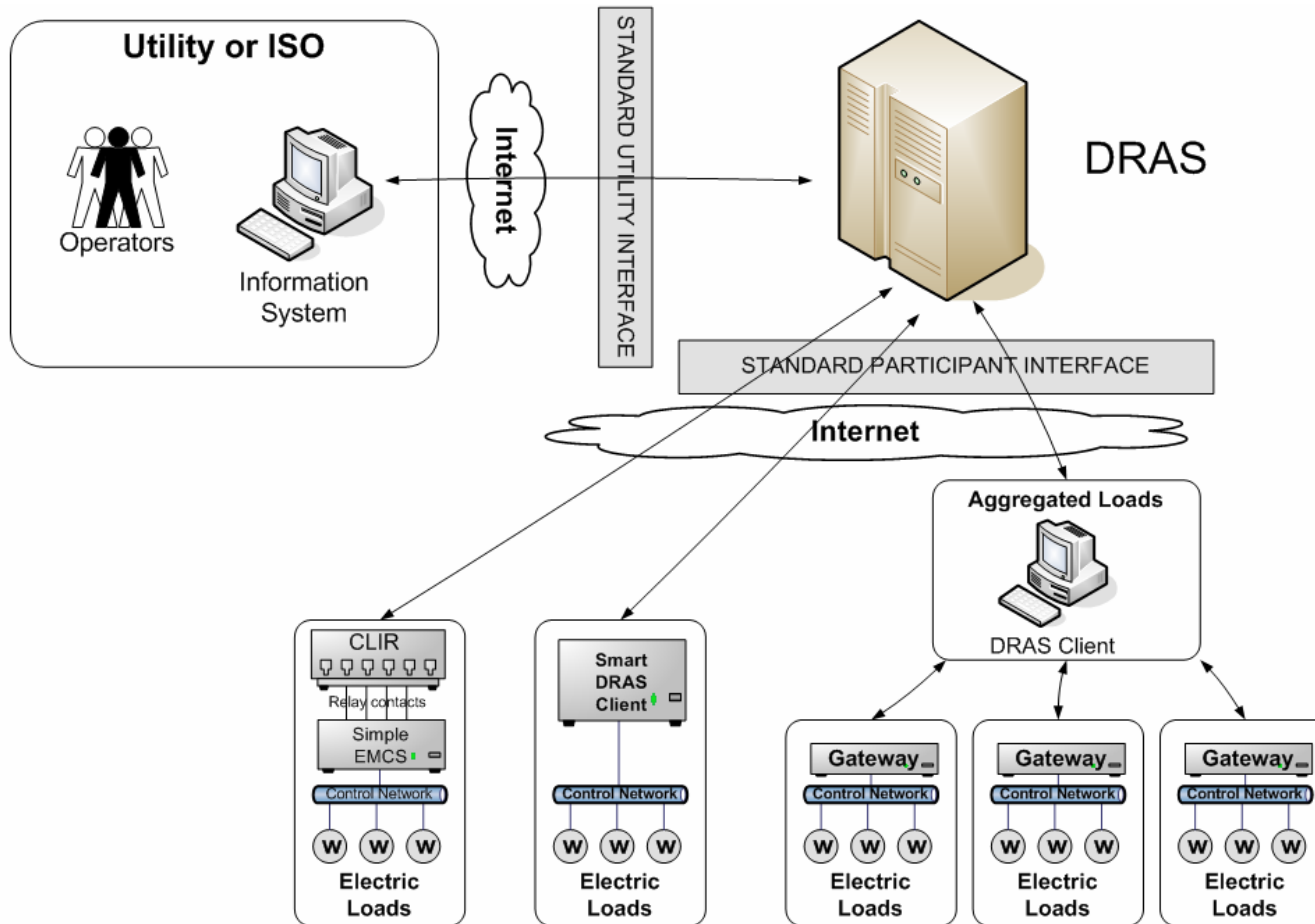 Utility or ISO
Operators
Information
System
Internet
STANDARD UTILITY INTERFACE
DRAS
STANDARD PARTICIPANT INTERFACE
Internet
Aggregated Loads
DRAS Client
CLIR
Relay contacts
Simple
EMCS
Control Network
W W W
Electric
Loads
Smart
DRAS
Client
Control Network
W W W
Electric
Loads
Gateway
Control Network
W W W
Electric
Loads
Gateway
Control Network
W W W
Electric
Loads
Gateway
Control Network
W W W
Electric
Loads